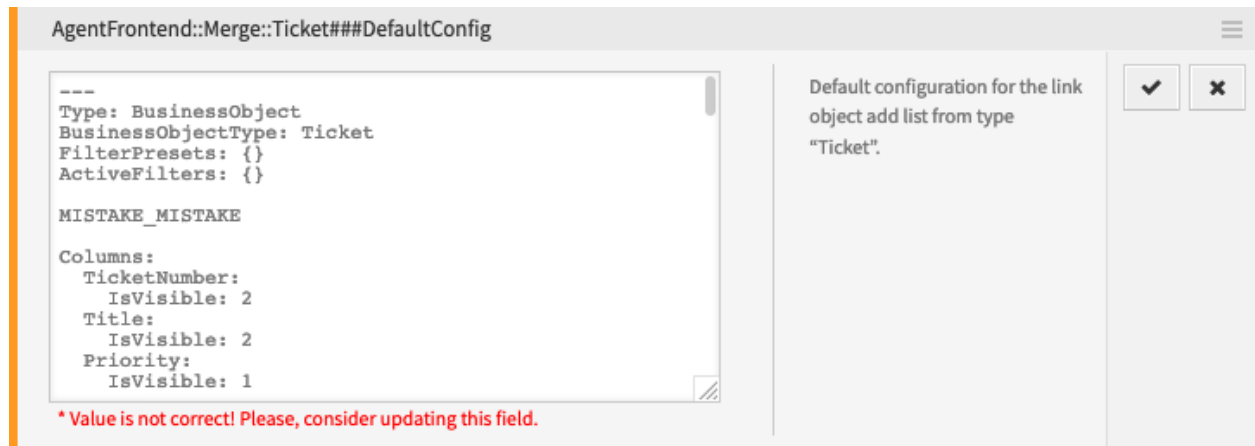 AgentFrontend::Merge::Ticket###DefaultConfig
---
Type: BusinessObject
BusinessObjectType: Ticket
FilterPresets: {}
ActiveFilters: {}
MISTAKE_MISTAKE
Columns:
  TicketNumber:
    IsVisible: 2
  Title:
    IsVisible: 2
  Priority:
    IsVisible: 1
* Value is not correct! Please, consider updating this field.
Default configuration for the link
object add list from type
“Ticket”.